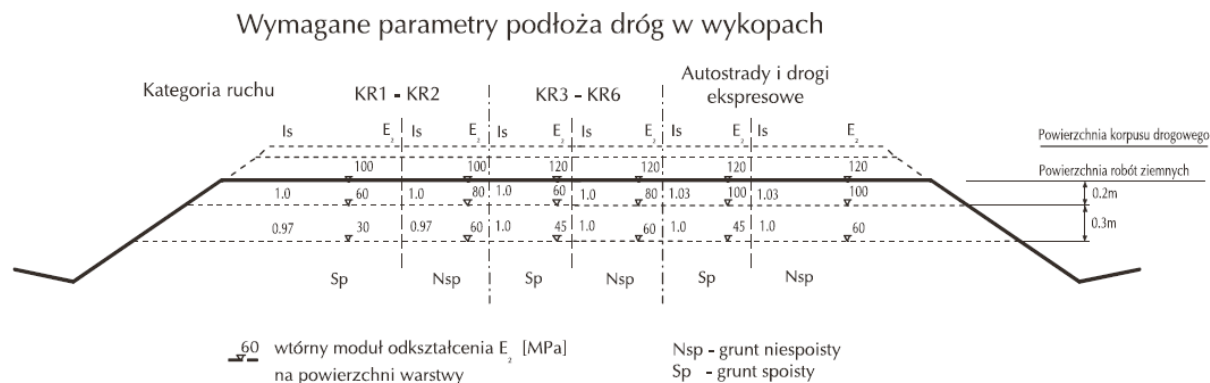 Wymagane parametry podłoża dróg w wykopach
Kategoria ruchu KR1 - KR2 KR3 - KR6 Autostrady i drogi
ekspresowe
Is E₂ Is E₂ Is E₂ Is E₂ Is E₂ Is E₂
Powierzchnia korpusu drogowego
100 100 120 120 120 120 Powierzchnia robót ziemnych
1.0 60 1.0 80 1.0 60 1.0 80 1.03 100 1.03 100 0.2m
0.97 30 0.97 60 1.0 45 1.0 60 1.0 45 1.0 60 0.3m
Sp Nsp Sp Nsp Sp Nsp
60 wtórny moduł odkształcenia E₂ [MPa]
na powierzchni warstwy
Nsp - grunt niespoisty
Sp - grunt spoisty